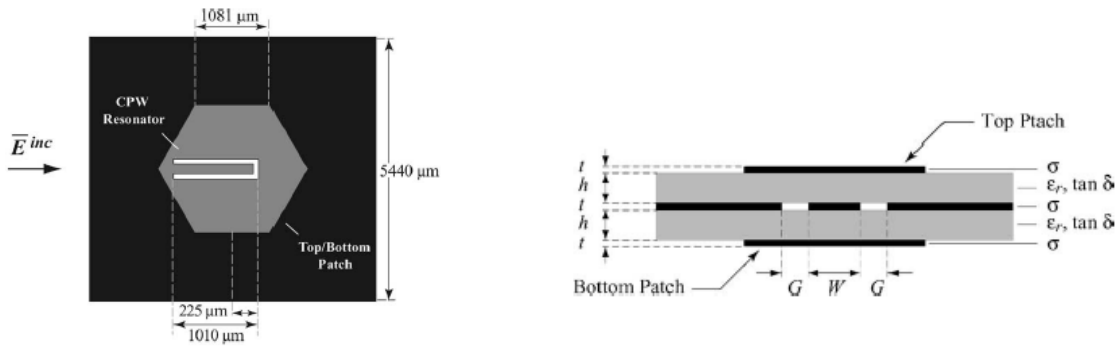 1081 μm
CPW
Resonator
E̅ inc
5440 μm
Top/Bottom
Patch
225 μm
1010 μm
Top Ptach
t σ
h εr, tan δ
t σ
h εr, tan δ
t σ
Bottom Patch
G W G